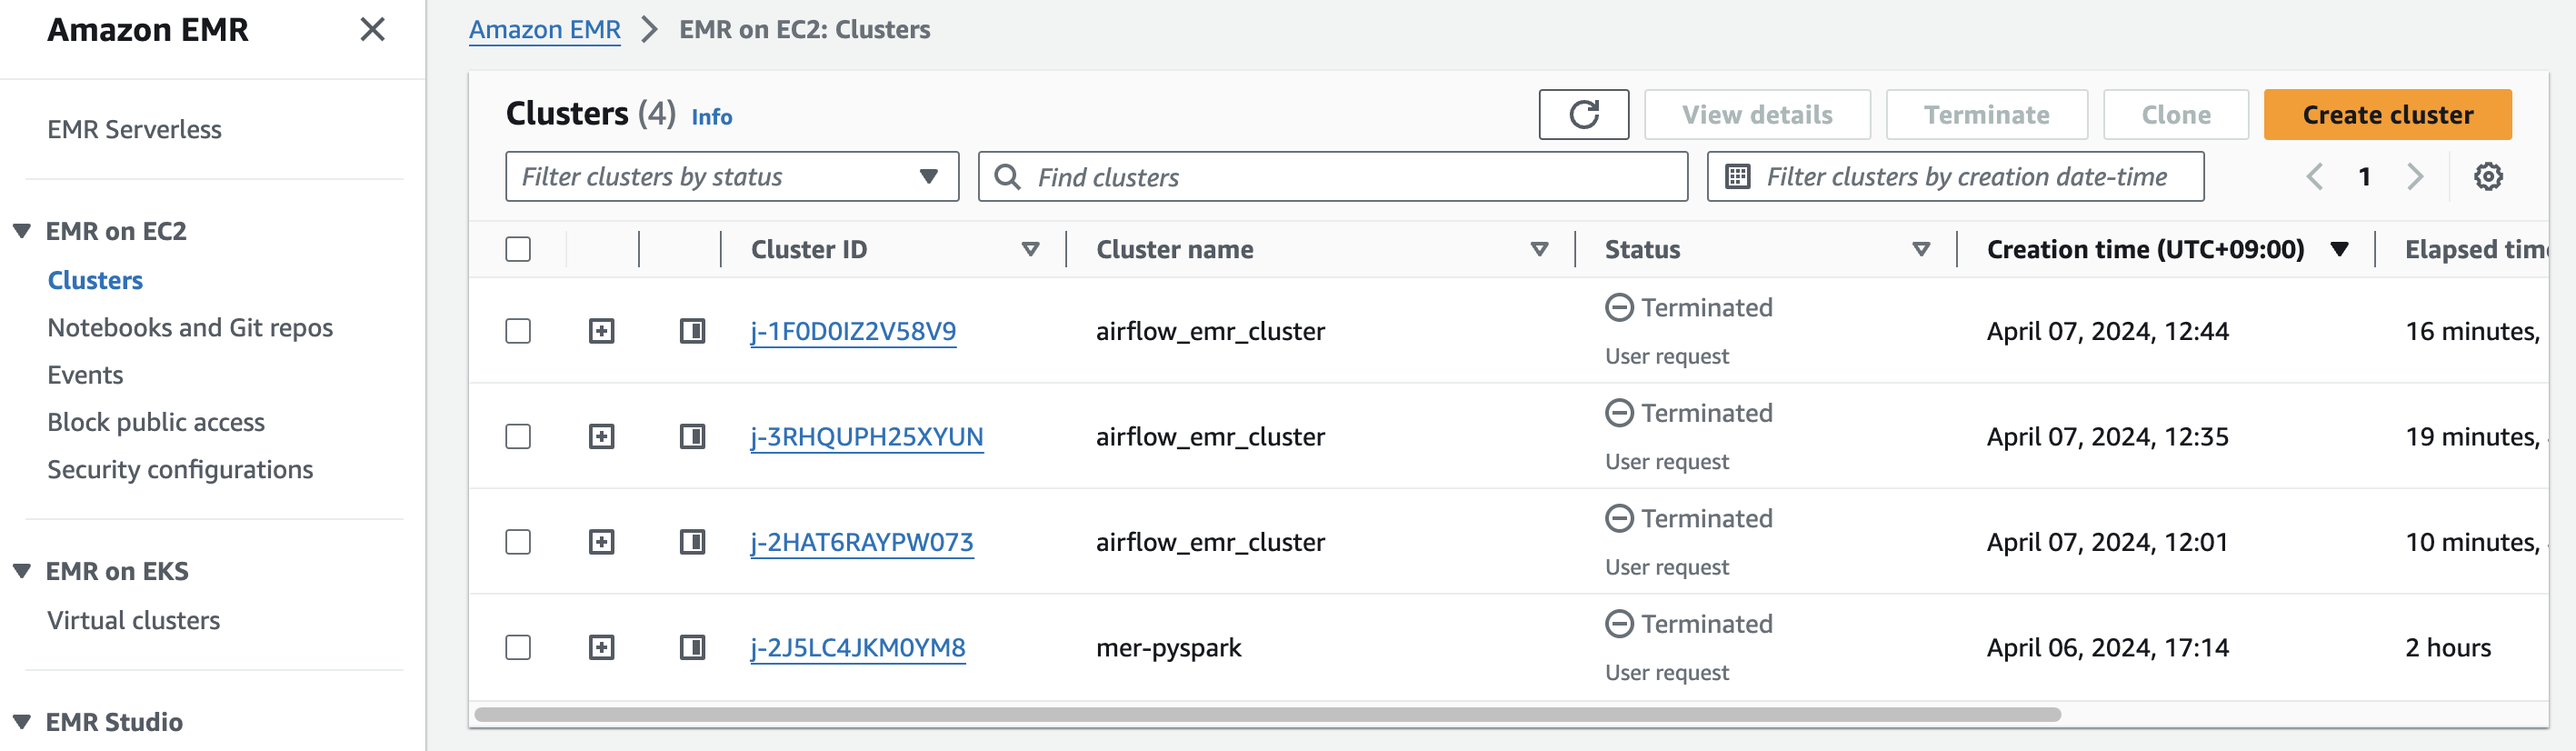 Amazon EMR
EMR Serverless
EMR on EC2
Clusters
Notebooks and Git repos
Events
Block public access
Security configurations
EMR on EKS
Virtual clusters
EMR Studio
Amazon EMR > EMR on EC2: Clusters
Clusters (4) Info
View details Terminate Clone Create cluster
Filter clusters by status Find clusters Filter clusters by creation date-time 1
Cluster ID Cluster name Status Creation time (UTC+09:00) Elapsed
j-1F0D0IZ2V58V9 airflow_emr_cluster Terminated April 07, 2024, 12:44 16 minutes,
User request
j-3RHQUPH25XYUN airflow_emr_cluster Terminated April 07, 2024, 12:35 19 minutes,
User request
j-2HAT6RAYPW073 airflow_emr_cluster Terminated April 07, 2024, 12:01 10 minutes,
User request
j-2J5LC4JKM0YM8 mer-pyspark Terminated April 06, 2024, 17:14 2 hours
User request